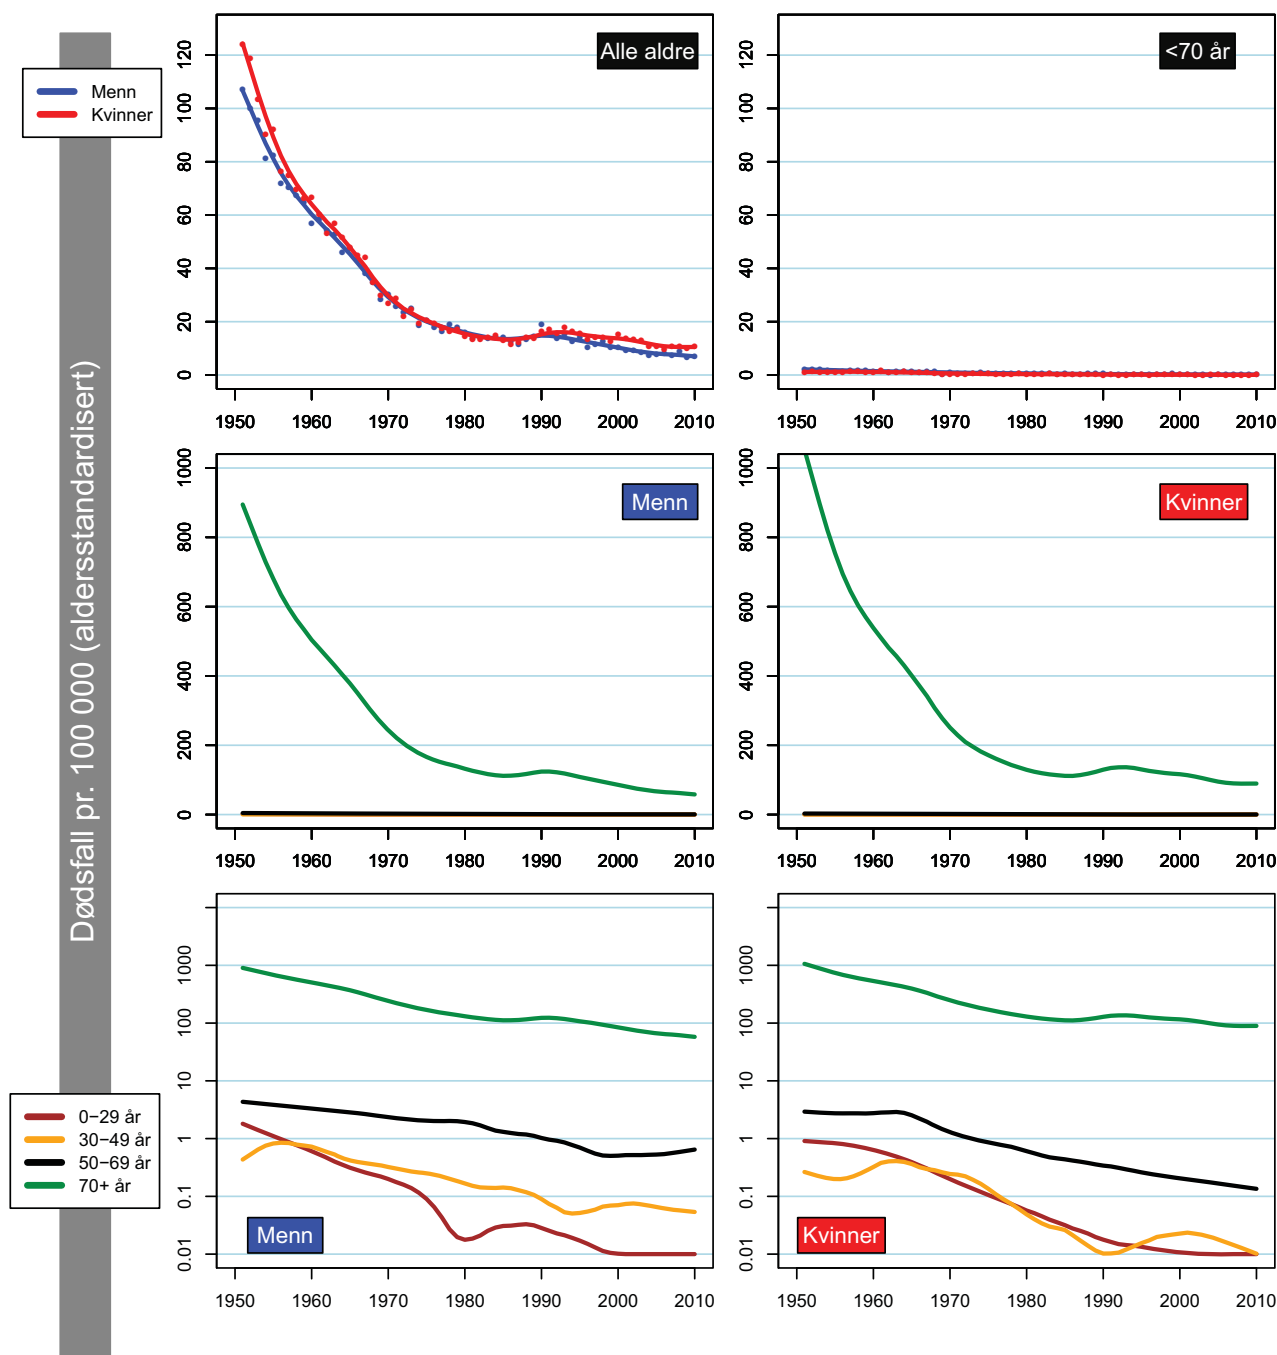 Dødsfall pr. 100 000 (aldersstandardisert)
Menn
Kvinner
Alle aldre
0 20 40 60 80 100 120
1950 1960 1970 1980 1990 2000 2010
<70 år
0 20 40 60 80 100 120
1950 1960 1970 1980 1990 2000 2010
Menn
0 200 400 600 800 1000
1950 1960 1970 1980 1990 2000 2010
Kvinner
0 200 400 600 800 1000
1950 1960 1970 1980 1990 2000 2010
0−29 år
30−49 år
50−69 år
70+ år
Menn
0.01 0.1 1 10 100 1000
1950 1960 1970 1980 1990 2000 2010
Kvinner
0.01 0.1 1 10 100 1000
1950 1960 1970 1980 1990 2000 2010